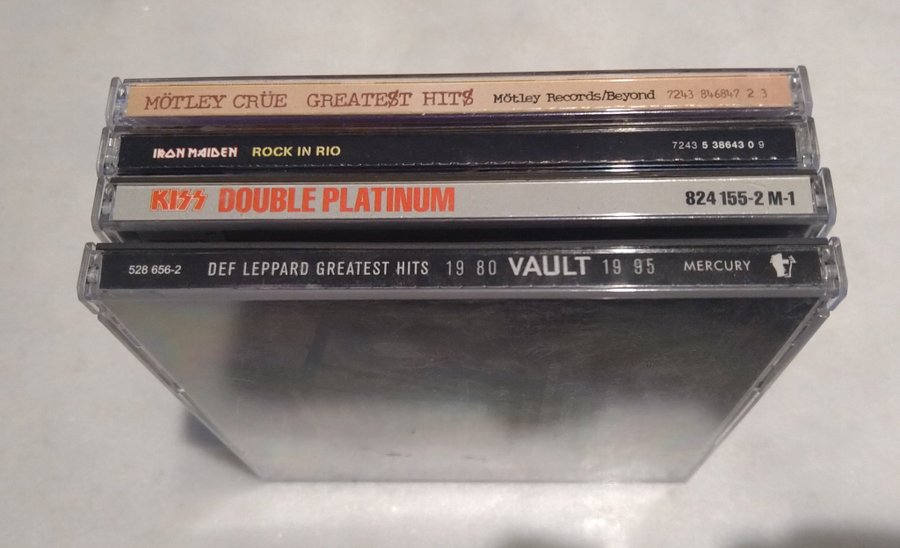 MÖTLEY CRÜE GREATE$T HIT$ Mötley Records/Beyond 7243 846847 2 3
IRON MAIDEN ROCK IN RIO 7243 5 38643 0 9
KISS DOUBLE PLATINUM 824 155-2 M-1
528 656-2 DEF LEPPARD GREATEST HITS 19 80 VAULT 19 95 MERCURY